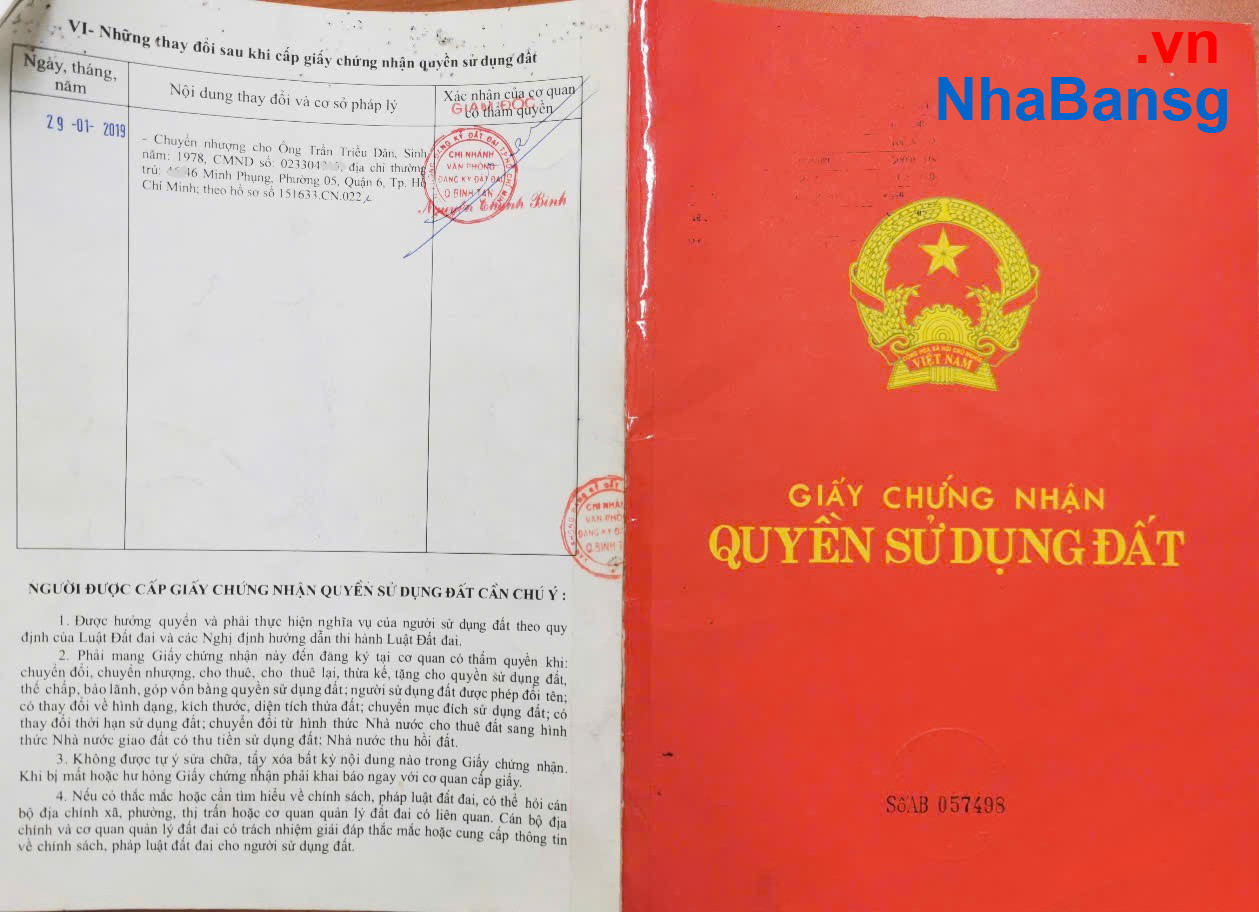 VI- Những thay đổi sau khi cấp giấy chứng nhận quyền sử dụng đất
Ngày, tháng, năm
Nội dung thay đổi và cơ sở pháp lý
Xác nhận của cơ quan
có thẩm quyền
29 -01- 2019
- Chuyển nhượng cho Ông Trần Triều Dân, Sinh
năm: 1978, CMND số: 023304, địa chỉ thường
trú: 46 Minh Phụng, Phường 05, Quận 6, Tp. Hồ
Chí Minh; theo hồ sơ số 151633.CN.022
GIÁM ĐỐC
CHI NHÁNH
VĂN PHÒNG
ĐĂNG KÝ ĐẤT ĐAI
Q.BÌNH TÂN
Nguyễn Chánh Bình
CHI NHÁN
VĂN PHÒN
ĐĂNG KÝ Đ
Q.BÌNH T
NGƯỜI ĐƯỢC CẤP GIẤY CHỨNG NHẬN QUYỀN SỬ DỤNG ĐẤT CẦN CHÚ Ý :
1. Được hưởng quyền và phải thực hiện nghĩa vụ của người sử dụng đất theo quy
định của Luật Đất đai và các Nghị định hướng dẫn thi hành Luật Đất đai.
2. Phải mang Giấy chứng nhận này đến đăng ký tại cơ quan có thẩm quyền khi:
chuyển đổi, chuyển nhượng, cho thuê, cho thuê lại, thừa kế, tặng cho quyền sử dụng đất,
thế chấp, bảo lãnh, góp vốn bằng quyền sử dụng đất; người sử dụng đất được phép đổi tên;
có thay đổi về hình dạng, kích thước, diện tích thửa đất; chuyển mục đích sử dụng đất; có
thay đổi thời hạn sử dụng đất; chuyển đổi từ hình thức Nhà nước cho thuê đất sang hình
thức Nhà nước giao đất có thu tiền sử dụng đất; Nhà nước thu hồi đất.
3. Không được tự ý sửa chữa, tẩy xóa bất kỳ nội dung nào trong Giấy chứng nhận.
Khi bị mất hoặc hư hỏng Giấy chứng nhận phải khai báo ngay với cơ quan cấp giấy.
4. Nếu có thắc mắc hoặc cần tìm hiểu về chính sách, pháp luật đất đai, có thể hỏi cán
bộ địa chính xã, phường, thị trấn hoặc cơ quan quản lý đất đai có liên quan. Cán bộ địa
chính và cơ quan quản lý đất đai có trách nhiệm giải đáp thắc mắc hoặc cung cấp thông tin
về chính sách, pháp luật đất đai cho người sử dụng đất.
.vn
NhaBansg
CỘNG HÒA XÃ HỘI CHỦ NGHĨA
VIỆT NAM
GIẤY CHỨNG NHẬN
QUYỀN SỬ DỤNG ĐẤT
Số AB 057498